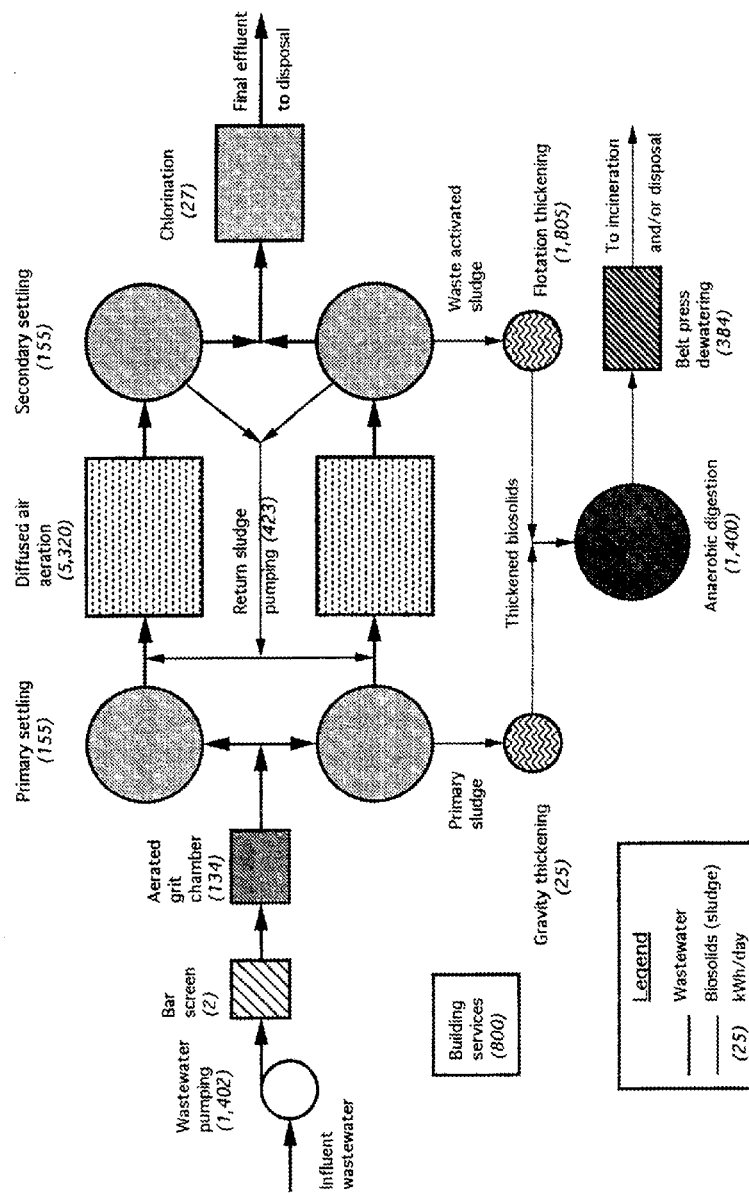 Influent
wastewater
Wastewater
pumping
(1,402)
Bar
screen
(2)
Aerated
grit
chamber
(134)
Primary settling
(155)
Diffused air
aeration
(5,320)
Secondary settling
(155)
Chlorination
(27)
Final effluent
to disposal
Return sludge
pumping (423)
Primary
sludge
Waste activated
sludge
Gravity thickening
(25)
Thickened biosolids
Flotation thickening
(1,805)
Anaerobic digestion
(1,400)
Belt press
dewatering
(384)
To incineration
and/or disposal
Building
services
(800)
Legend
Wastewater
Biosolids (sludge)
(25) kWh/day